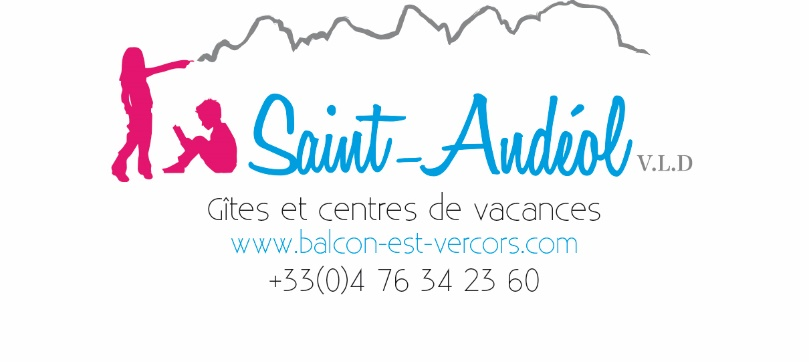 Saint-Andéol V.L.D
Gîtes et centres de vacances
www.balcon-est-vercors.com
+33(0)4 76 34 23 60